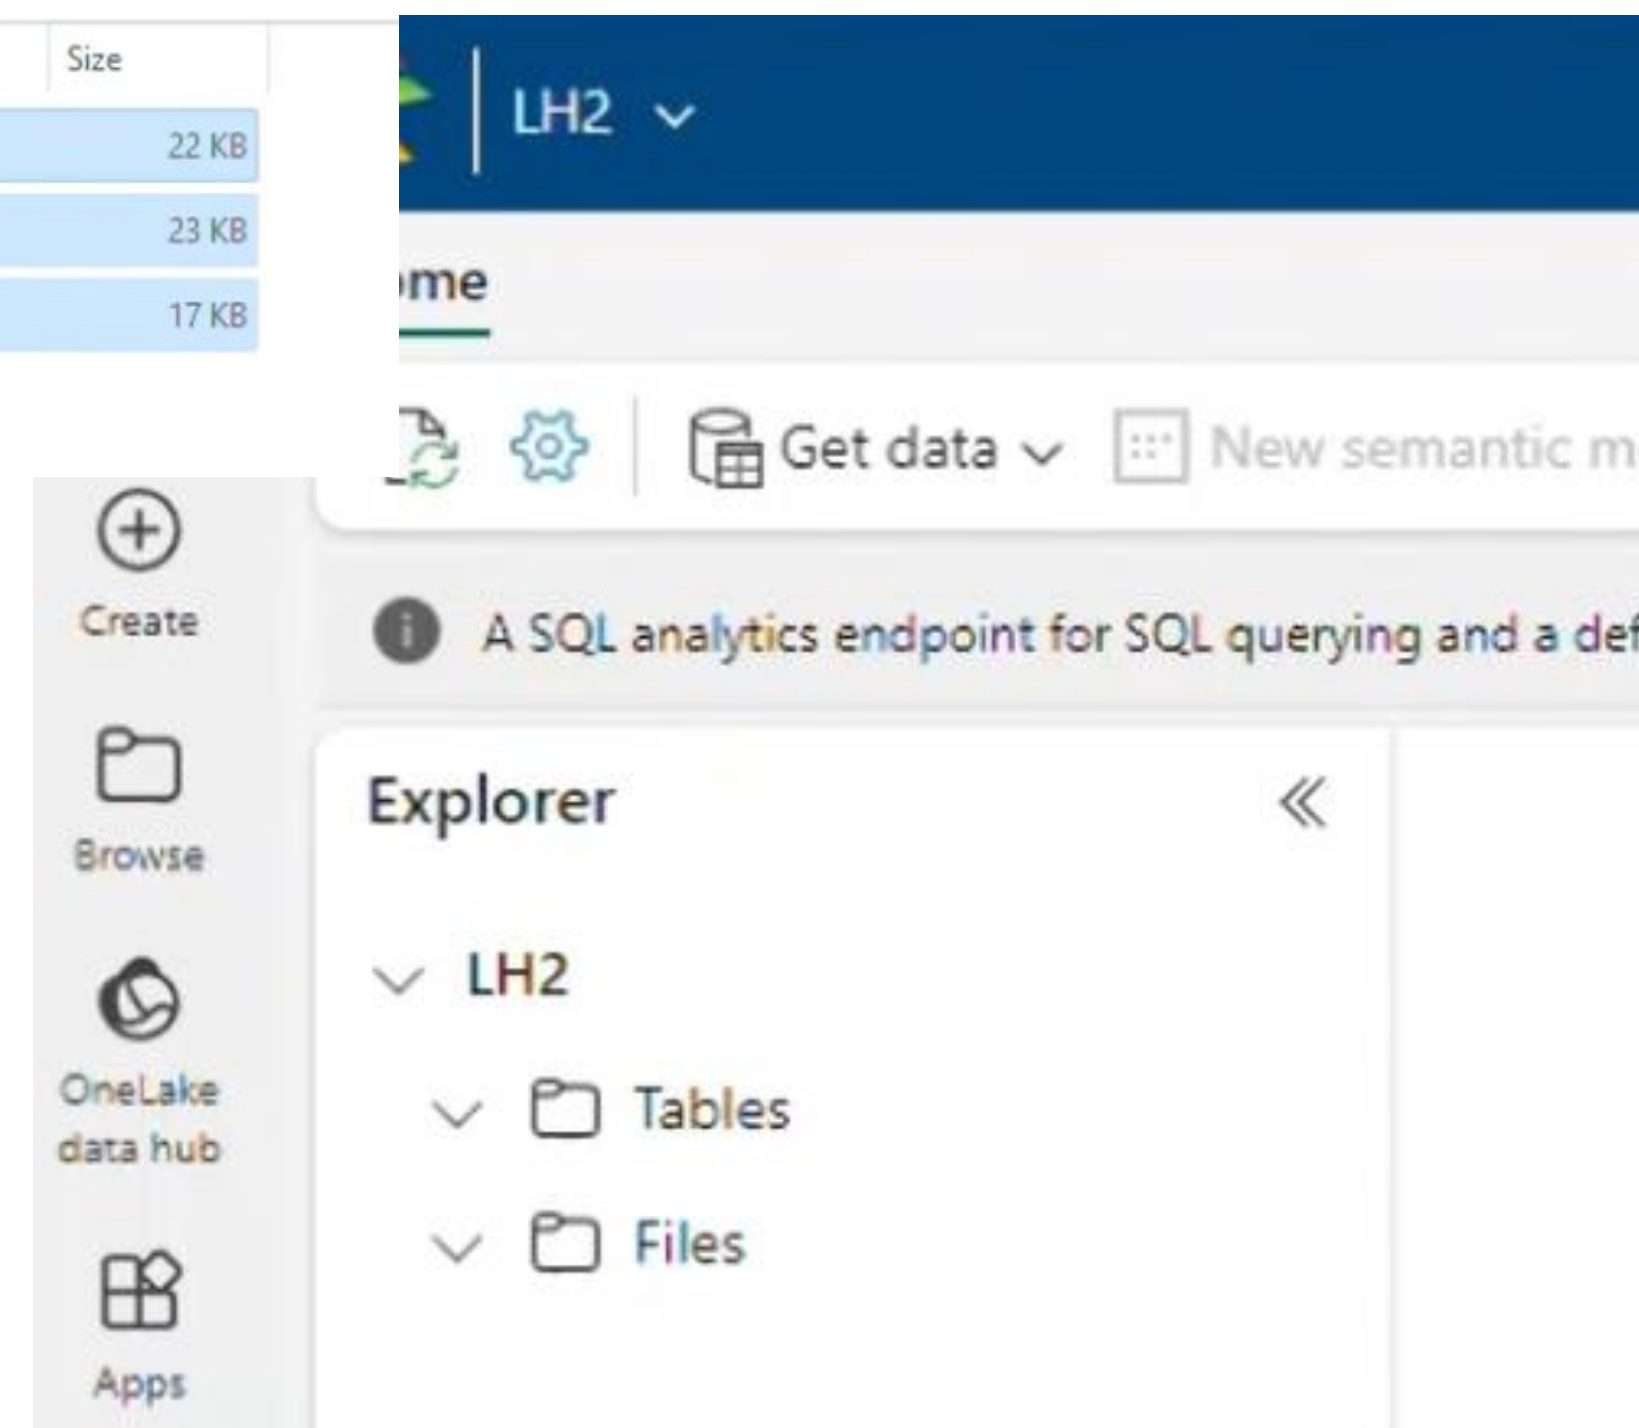 Size
22 KB
23 KB
17 KB
LH2
ome
Get data
New semantic m
Create
A SQL analytics endpoint for SQL querying and a def
Browse
Explorer
LH2
OneLake
data hub
Tables
Files
Apps